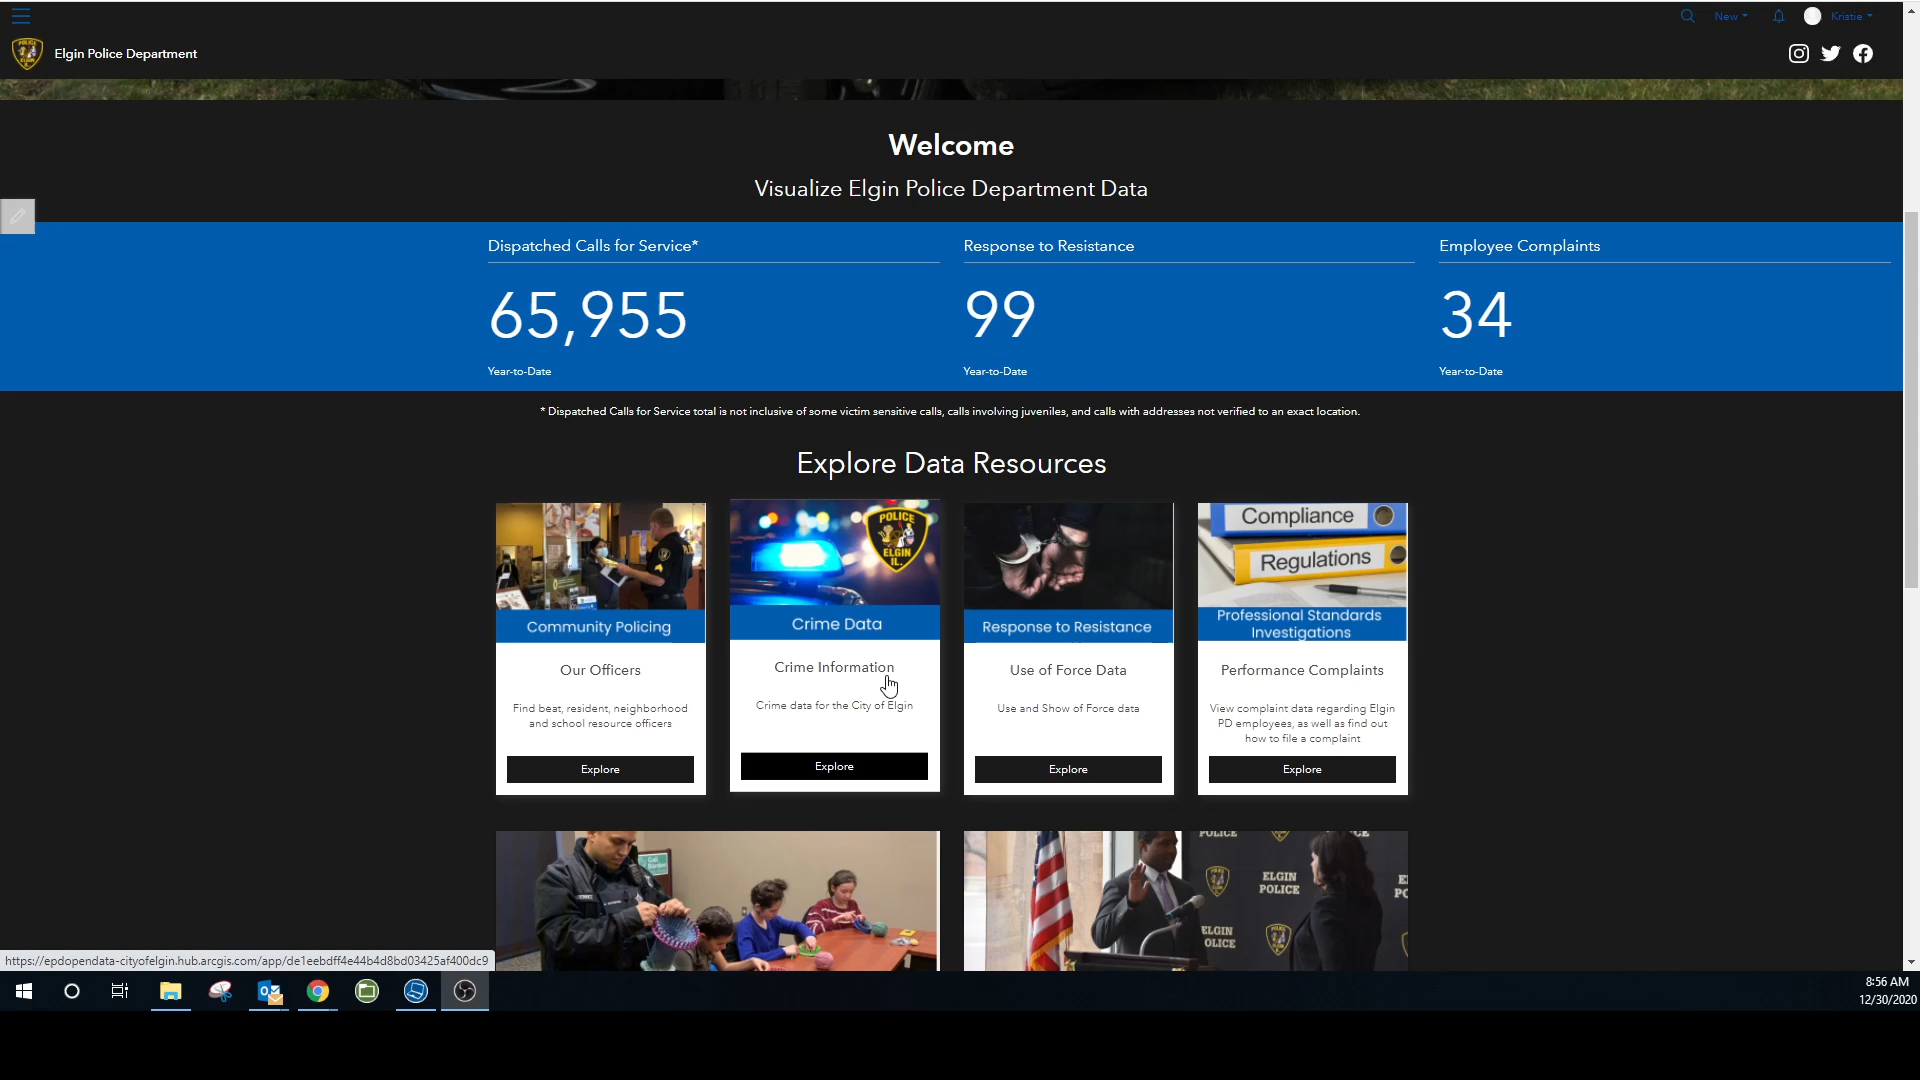 New
Kristie
Elgin Police Department
Welcome
Visualize Elgin Police Department Data
Dispatched Calls for Service*
Response to Resistance
Employee Complaints
65,955
99
34
Year-to-Date
Year-to-Date
Year-to-Date
* Dispatched Calls for Service total is not inclusive of some victim sensitive calls, calls involving juveniles, and calls with addresses not verified to an exact location.
Explore Data Resources
POLICE
ELGIN
IL.
Compliance
Regulations
Community Policing
Crime Data
Response to Resistance
Professional Standards
Investigations
Our Officers
Crime Information
Use of Force Data
Performance Complaints
Find beat, resident, neighborhood
and school resource officers
Crime data for the City of Elgin
Use and Show of Force data
View complaint data regarding Elgin
PD employees, as well as find out
how to file a complaint
Explore
Explore
Explore
Explore
POLICE
ELGIN
POLICE
https://epdopendata-cityofelgin.hub.arcgis.com/app/de1eebdff4e44b4d8bd03425af400dc9
8:56 AM
12/30/2020